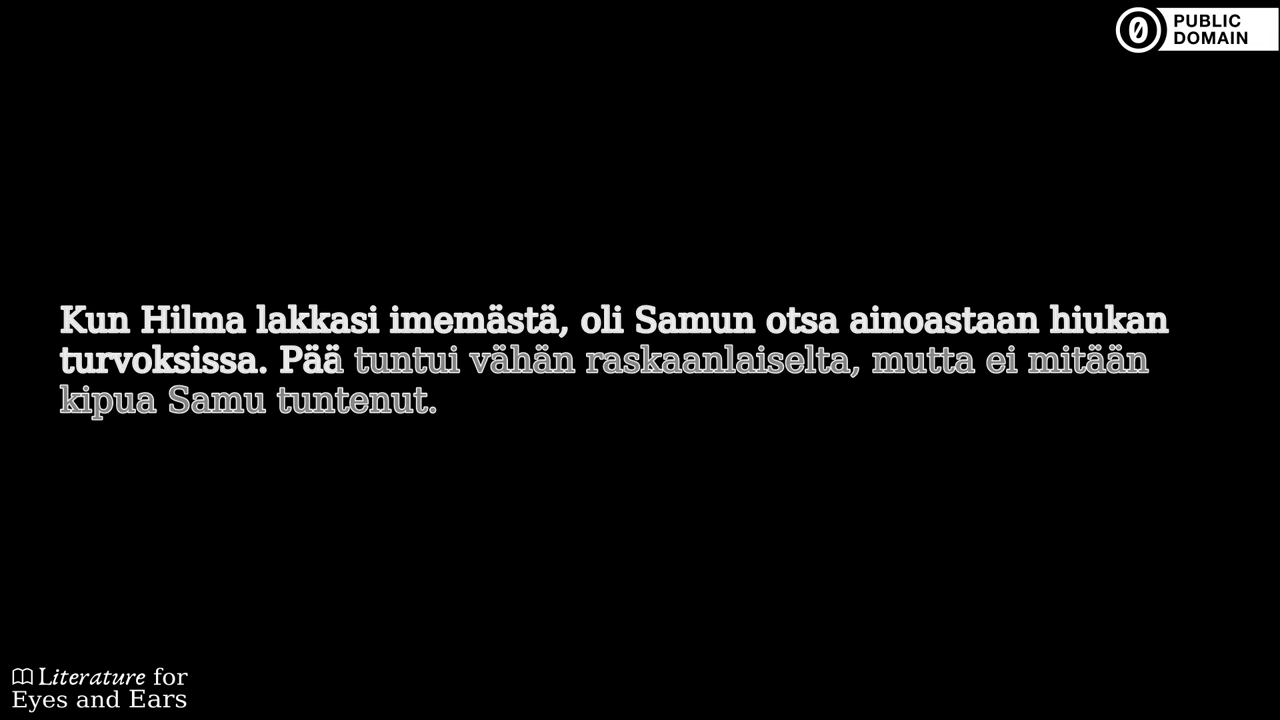 PUBLIC
DOMAIN
Kun Hilma lakkasi imemästä, oli Samun otsa ainoastaan hiukan
turvoksissa. Pää tuntui vähän raskaanlaiselta, mutta ei mitään
kipua Samu tuntenut.
Literature for
Eyes and Ears